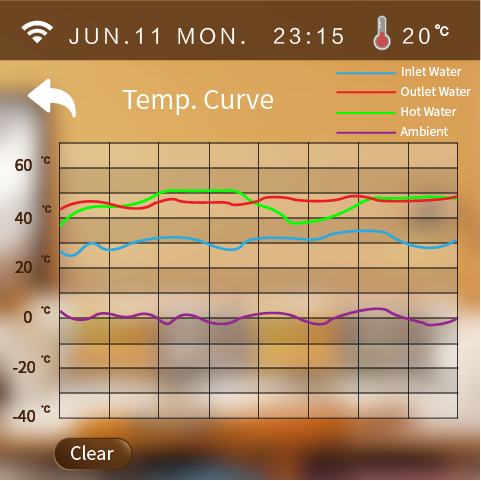 JUN.11 MON. 23:15 20℃
Temp. Curve
Inlet Water
Outlet Water
Hot Water
Ambient
60 ℃
40 ℃
20 ℃
0 ℃
-20 ℃
-40 ℃
Clear